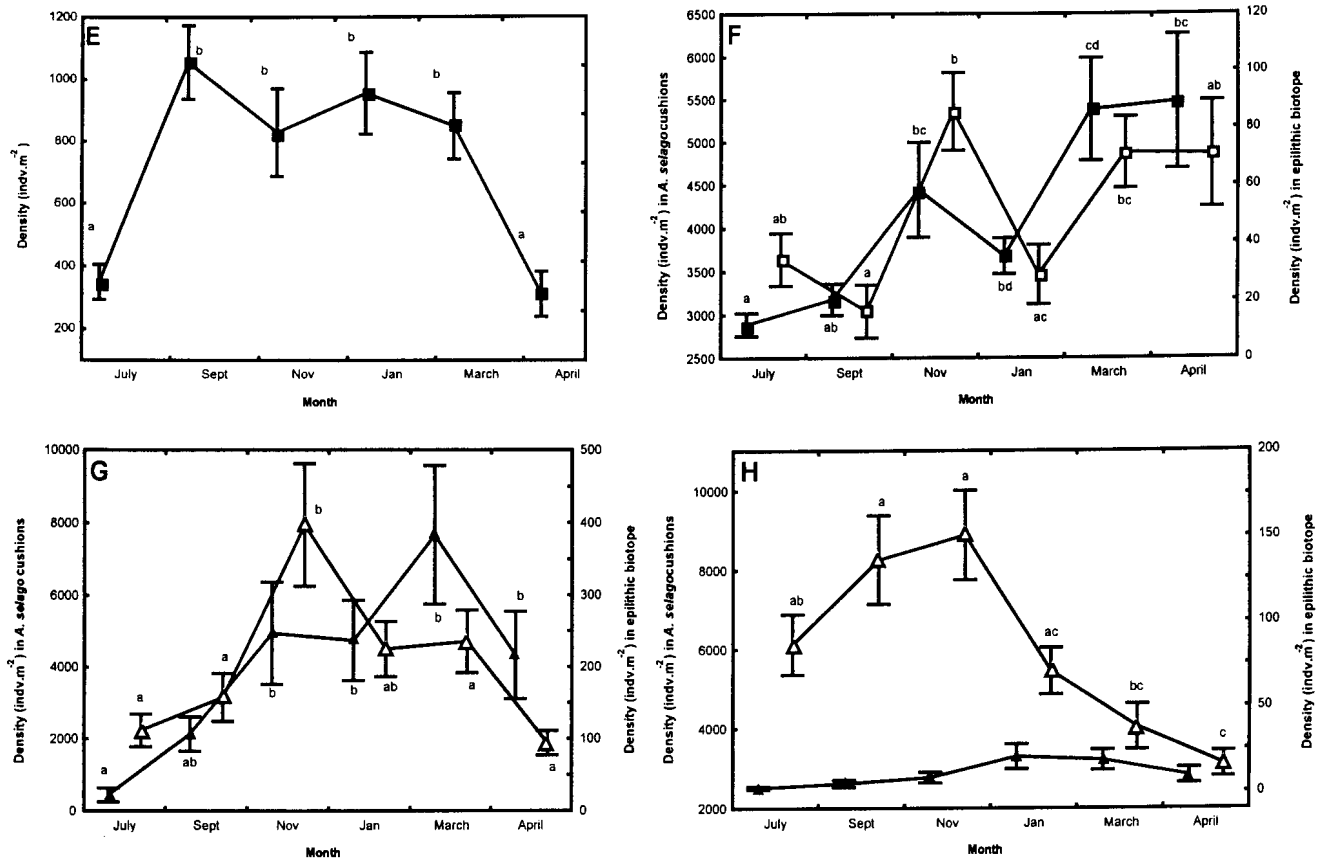 E
1200
1000
800
600
400
200
Density (indv.m-2)
a
b
b
b
b
a
July Sept Nov Jan March April
Month
F
6500
6000
5500
5000
4500
4000
3500
3000
2500
Density (indv.m-2) in A. selago cushions
120
100
80
60
40
20
0
Density (indv.m-2) in epilithic biotope
a
ab
ab
a
bc
b
bd
ac
cd
bc
bc
ab
July Sept Nov Jan March April
Month
G
10000
8000
6000
4000
2000
0
Density (indv.m-2) in A. selago cushions
500
400
300
200
100
0
Density (indv.m-2) in epilithic biotope
a
a
ab
a
b
b
b
ab
b
a
b
a
July Sept Nov Jan March April
Month
H
10000
8000
6000
4000
2000
Density (indv.m-2) in A. selagocushions
200
150
100
50
0
Density (indv.m-2) in epilithic biotope
ab
a
a
ac
bc
c
July Sept Nov Jan March April
Month